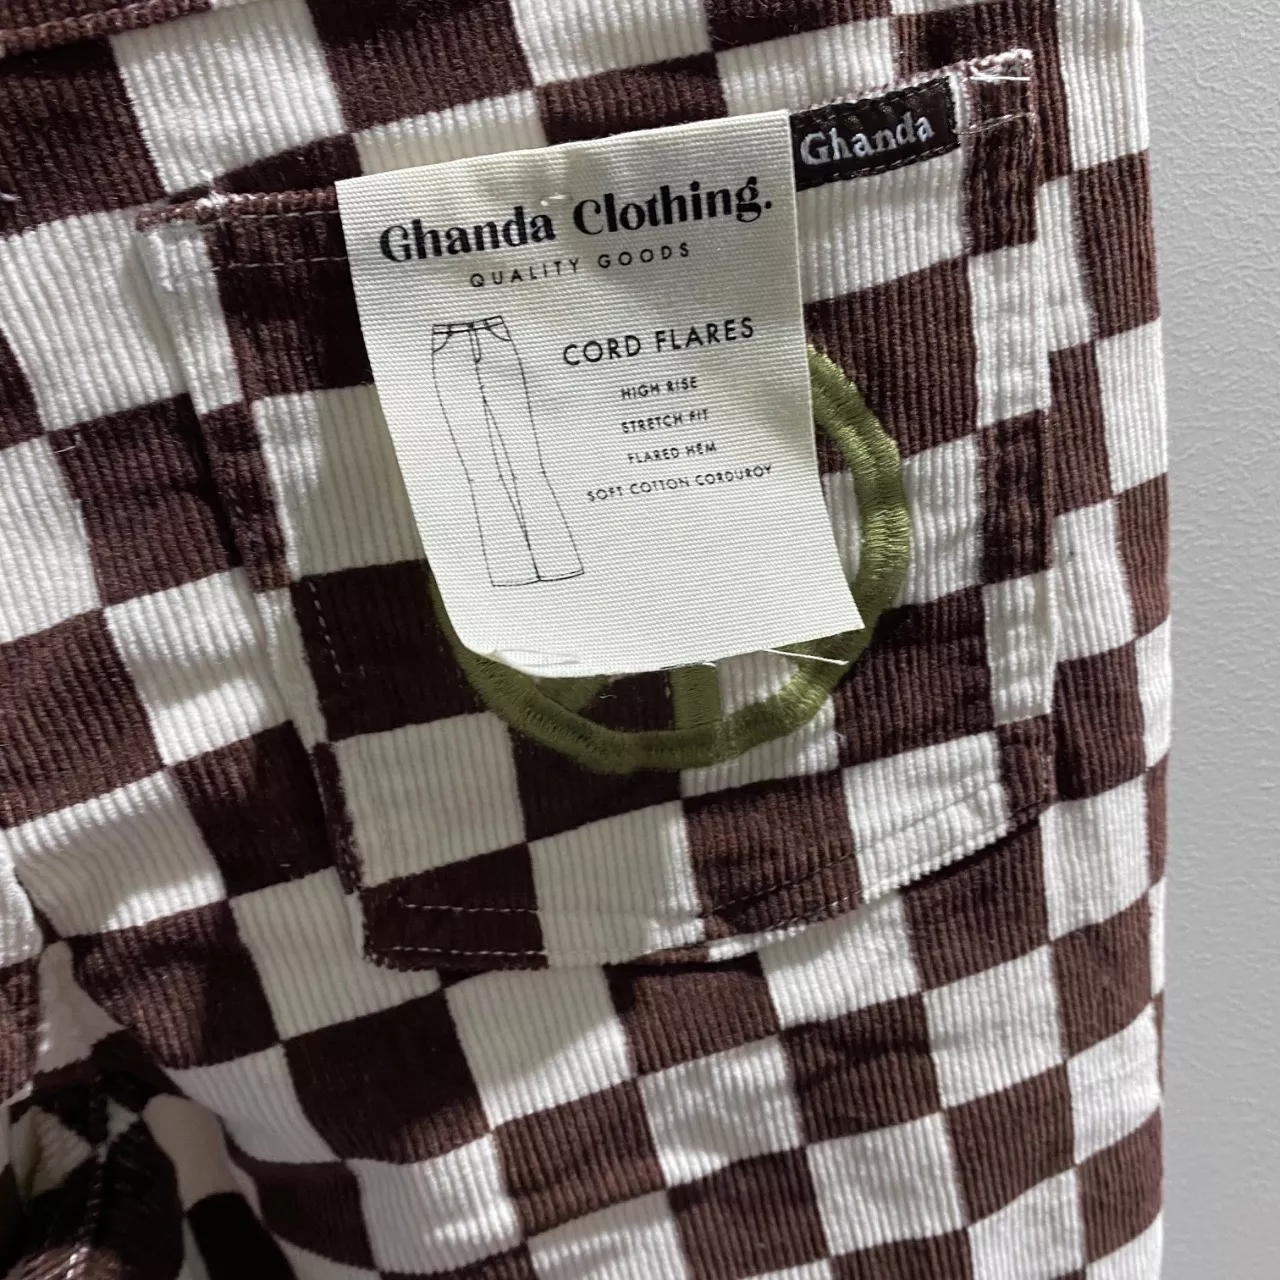 Ghanda
Ghanda Clothing.
QUALITY GOODS
CORD FLARES
HIGH RISE
STRETCH FIT
FLARED HEM
SOFT COTTON CORDUROY